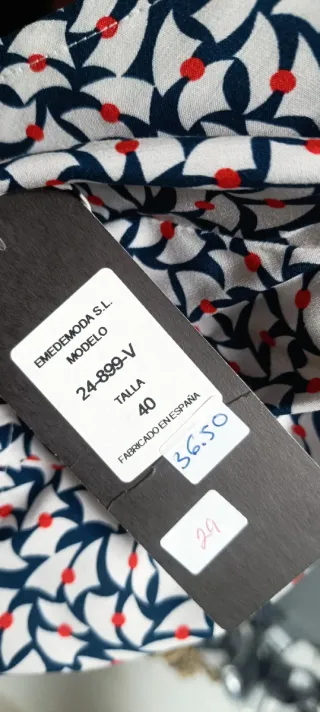 EMEDEMODA S.L.
MODELO
24-899-V
TALLA
40
FABRICADO EN ESPAÑA
36.50
29